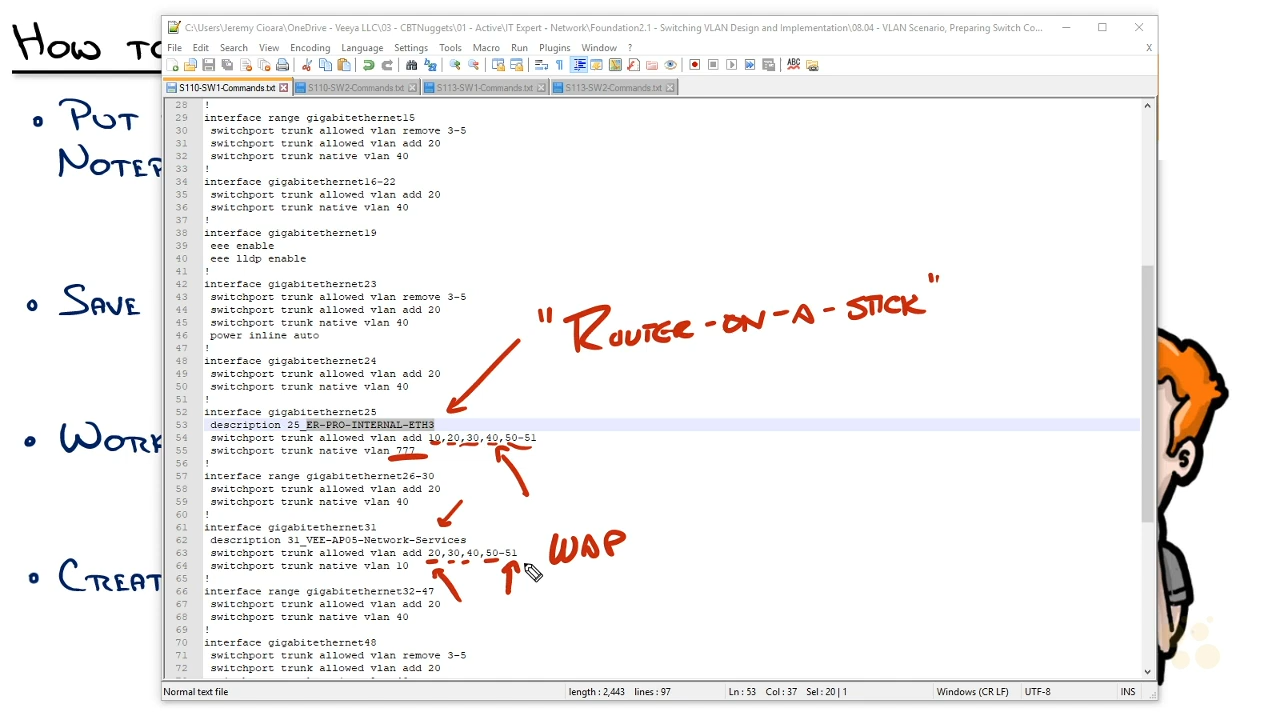 How to
• Put
Notep
• Save
• Work
• Creat
C:\Users\Jeremy Cioara\OneDrive - Veeya LLC\03 - CBTNuggets\01 - Active\IT Expert - Network\Foundation2.1 - Switching VLAN Design and Implementation\08.04 - VLAN Scenario, Preparing Switch Co...
File Edit Search View Encoding Language Settings Tools Macro Run Plugins Window ? X
S110-SW1-Commands.txt S110-SW2-Commands.txt S113-SW1-Commands.txt S113-SW2-Commands.txt
28 !
29 interface range gigabitethernet15
30 switchport trunk allowed vlan remove 3-5
31 switchport trunk allowed vlan add 20
32 switchport trunk native vlan 40
33 !
34 interface gigabitethernet16-22
35 switchport trunk allowed vlan add 20
36 switchport trunk native vlan 40
37 !
38 interface gigabitethernet19
39 eee enable
40 eee lldp enable
41 !
42 interface gigabitethernet23
43 switchport trunk allowed vlan remove 3-5
44 switchport trunk allowed vlan add 20
45 switchport trunk native vlan 40
46 power inline auto
47 !
48 interface gigabitethernet24
49 switchport trunk allowed vlan add 20
50 switchport trunk native vlan 40
51 !
52 interface gigabitethernet25
53 description 25_ER-PRO-INTERNAL-ETH3
54 switchport trunk allowed vlan add 10,20,30,40,50-51
55 switchport trunk native vlan 777
56 !
57 interface range gigabitethernet26-30
58 switchport trunk allowed vlan add 20
59 switchport trunk native vlan 40
60 !
61 interface gigabitethernet31
62 description 31_VEE-AP05-Network-Services
63 switchport trunk allowed vlan add 20,30,40,50-51
64 switchport trunk native vlan 10
65 !
66 interface range gigabitethernet32-47
67 switchport trunk allowed vlan add 20
68 switchport trunk native vlan 40
69 !
70 interface gigabitethernet48
71 switchport trunk allowed vlan remove 3-5
72 switchport trunk allowed vlan add 20
"Router-on-a-stick"
WAP
Normal text file length : 2,443 lines : 97 Ln : 53 Col : 37 Sel : 20 | 1 Windows (CR LF) UTF-8 INS